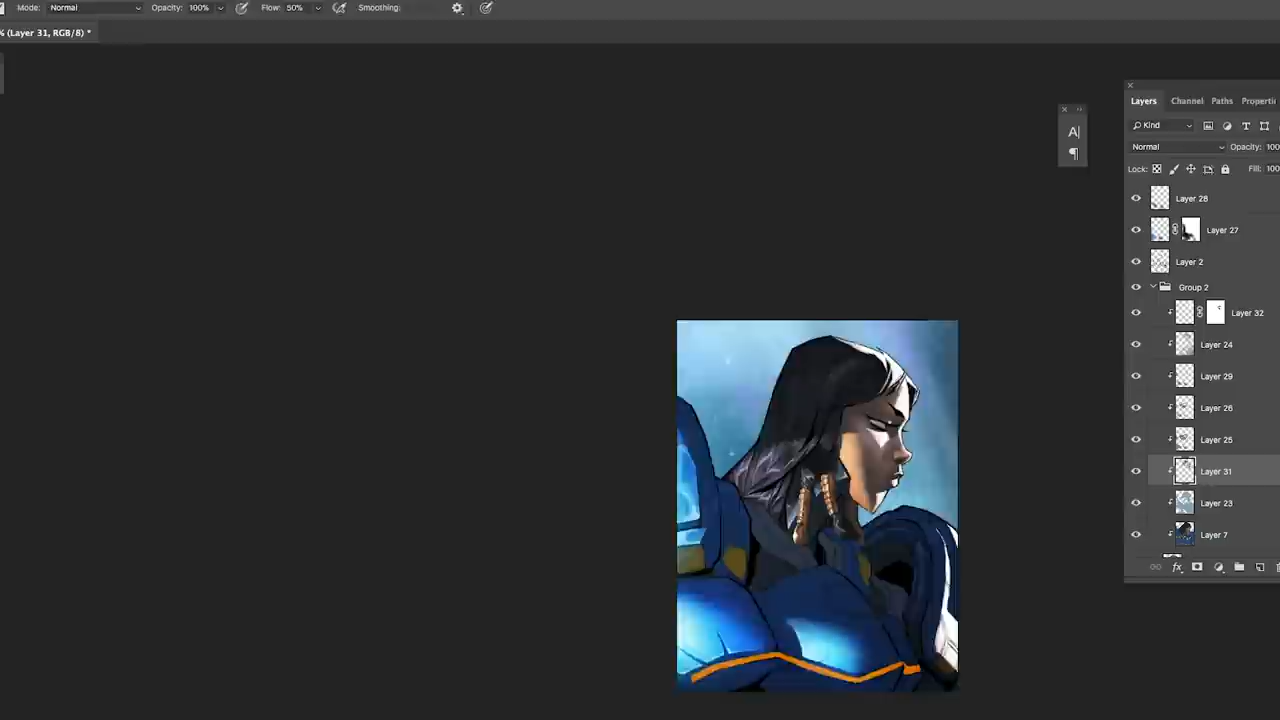 Mode: Normal Opacity: 100% Flow: 50% Smoothing:
% (Layer 31, RGB/8) *
Layers Channel Paths Properti
Kind T
A|
Normal Opacity: 100
¶
Lock: Fill: 100
Layer 28
Layer 27
Layer 2
Group 2
Layer 32
Layer 24
Layer 29
Layer 26
Layer 25
Layer 31
Layer 23
Layer 7
fx